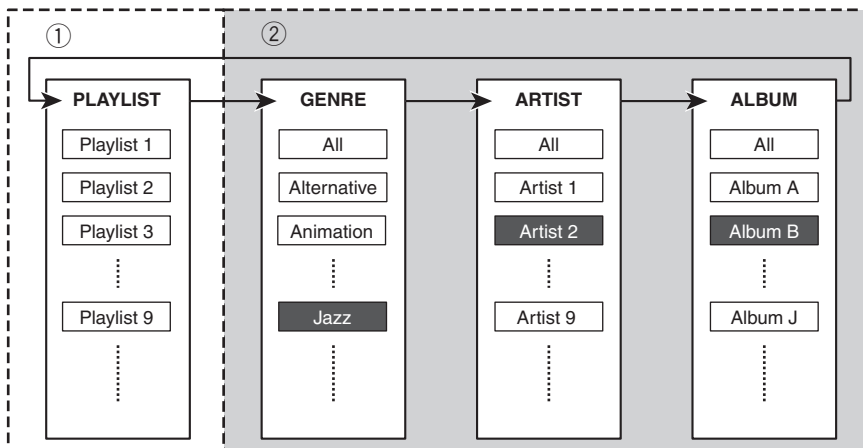 ① ②
PLAYLIST GENRE ARTIST ALBUM
Playlist 1 All All All
Playlist 2 Alternative Artist 1 Album A
Playlist 3 Animation Artist 2 Album B
Playlist 9 Jazz Artist 9 Album J